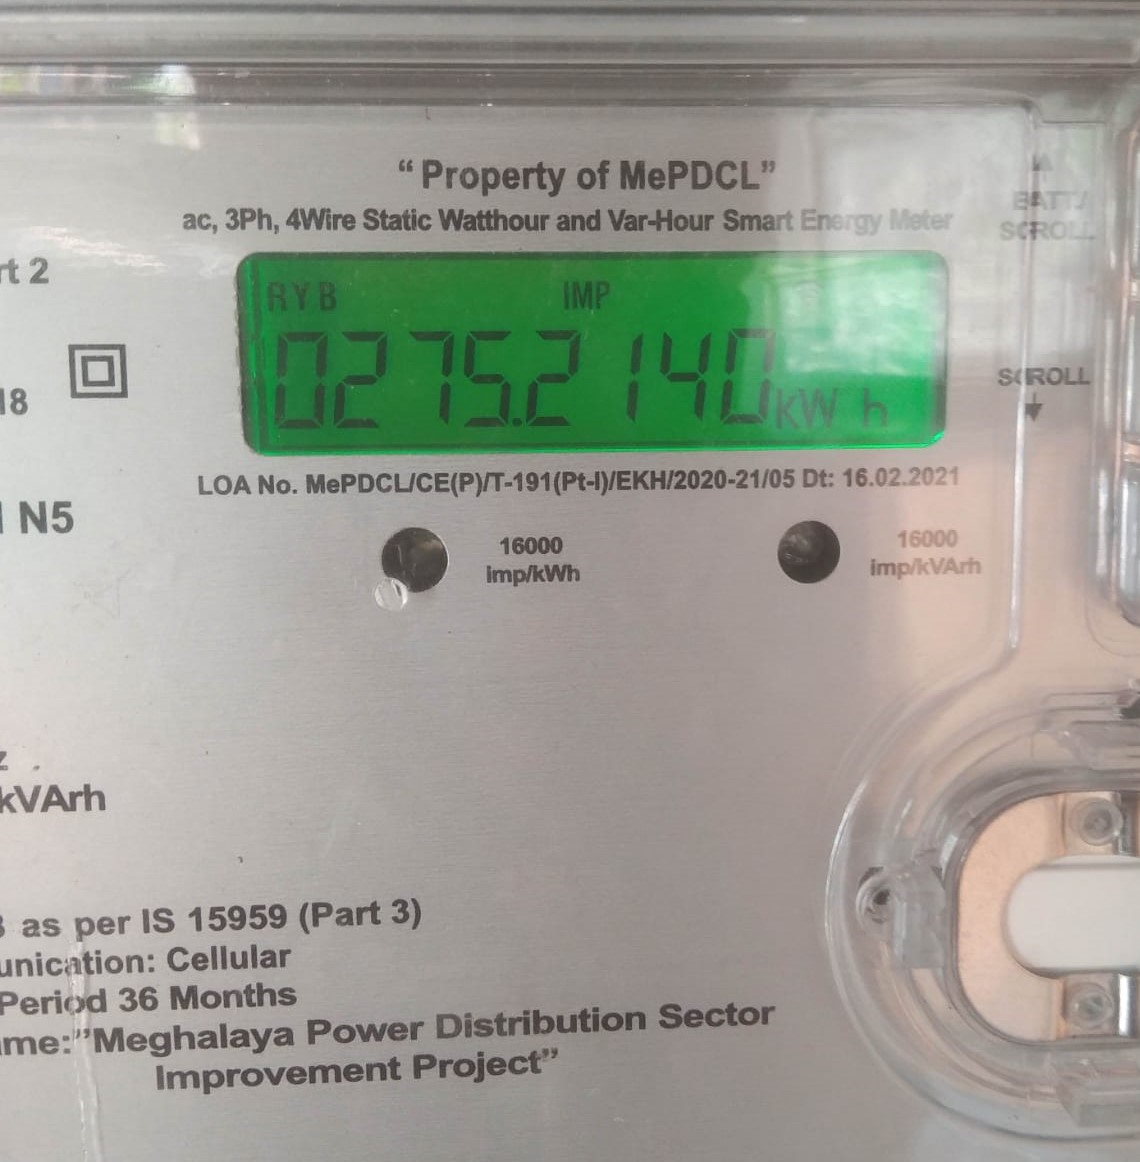 “ Property of MePDCL”
ac, 3Ph, 4Wire Static Watthour and Var-Hour Smart Energy Meter
BATT/
SCROLL
rt 2
R Y B IMP
0275.2140 kW h
SCROLL
18
LOA No. MePDCL/CE(P)/T-191(Pt-I)/EKH/2020-21/05 Dt: 16.02.2021
N5
16000
imp/kWh
16000
imp/kVArh
kVArh
as per IS 15959 (Part 3)
unication: Cellular
Period 36 Months
ame:"Meghalaya Power Distribution Sector
Improvement Project”